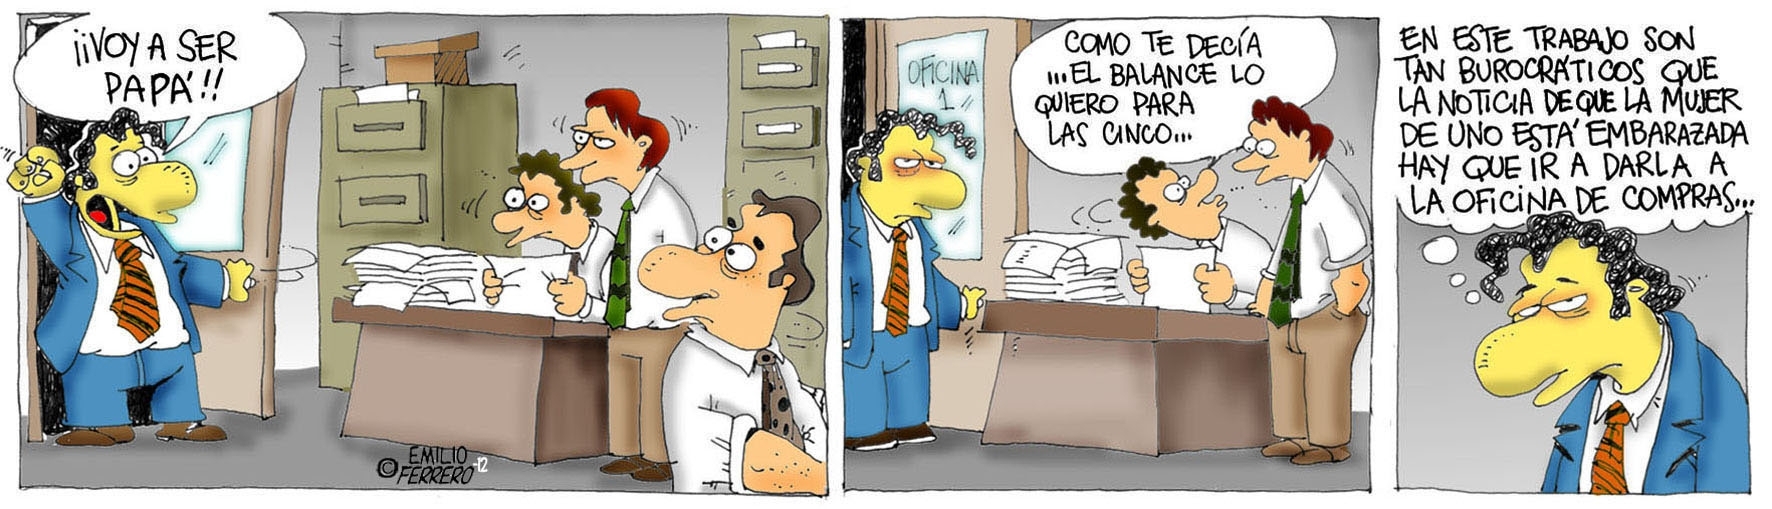 ¡¡VOY A SER
PAPÁ!!
© EMILIO
FERRERO -12
OFICINA
1
COMO TE DECÍA
...EL BALANCE LO
QUIERO PARA
LAS CINCO...
EN ESTE TRABAJO SON
TAN BUROCRÁTICOS QUE
LA NOTICIA DE QUE LA MUJER
DE UNO ESTÁ EMBARAZADA
HAY QUE IR A DARLA A
LA OFICINA DE COMPRAS...